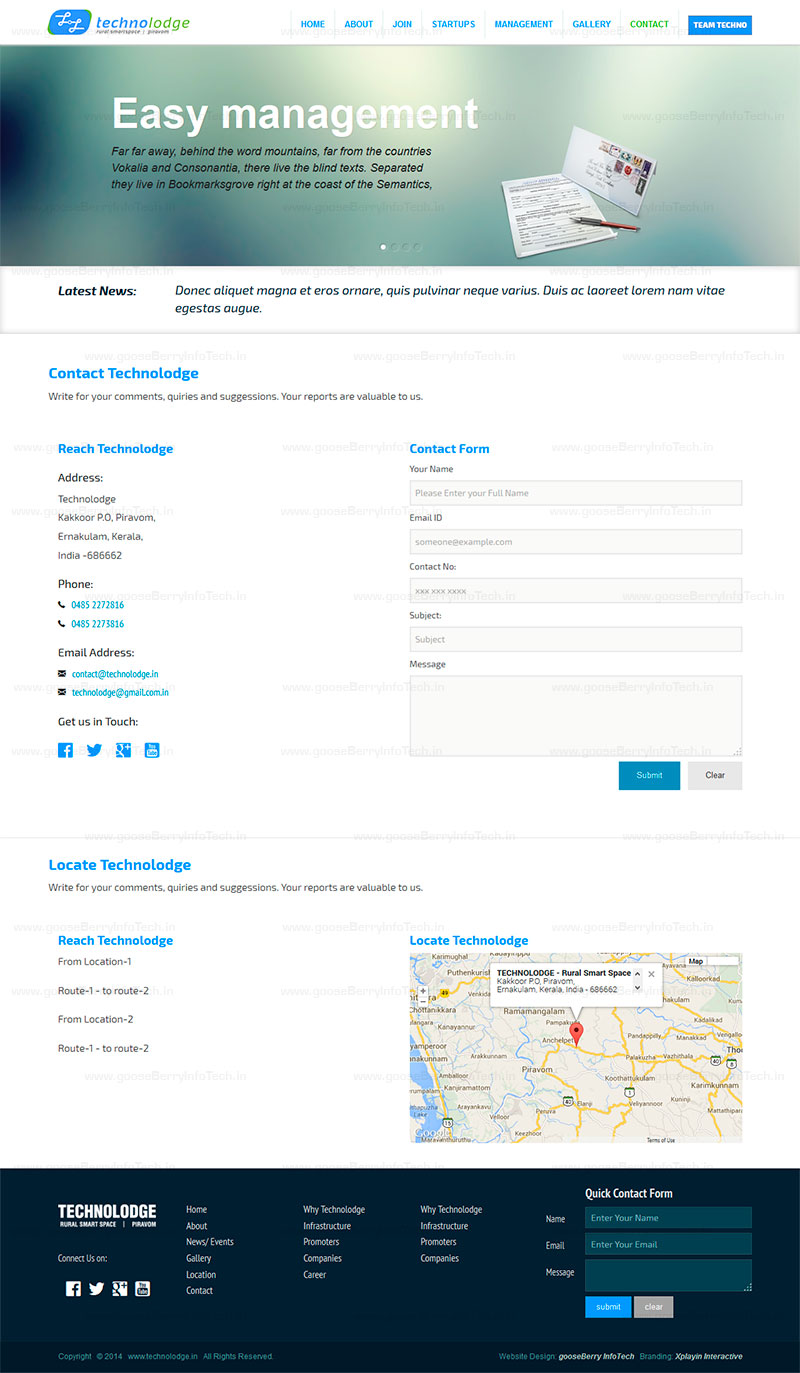 technolodge
rural smartspace | piravom
HOME ABOUT JOIN STARTUPS MANAGEMENT GALLERY CONTACT TEAM TECHNO
Easy management
Far far away, behind the word mountains, far from the countries
Vokalia and Consonantia, there live the blind texts. Separated
they live in Bookmarksgrove right at the coast of the Semantics,
Latest News: Donec aliquet magna et eros ornare, quis pulvinar neque varius. Duis ac laoreet lorem nam vitae
egestas augue.
www.gooseBerryInfoTech.in
Contact Technolodge
Write for your comments, quiries and suggessions. Your reports are valuable to us.
Reach Technolodge
Address:
Technolodge
Kakkoor P.O, Piravom,
Ernakulam, Kerala,
India -686662
Phone:
0485 2272816
0485 2273816
Email Address:
contact@technolodge.in
technolodge@gmail.com.in
Get us in Touch:
Contact Form
Your Name
Please Enter your Full Name
Email ID
someone@example.com
Contact No:
xxx xxx xxxx
Subject:
Subject
Message
Submit Clear
Locate Technolodge
Write for your comments, quiries and suggessions. Your reports are valuable to us.
Reach Technolodge
From Location-1
Route-1 - to route-2
From Location-2
Route-1 - to route-2
Locate Technolodge
Map
TECHNOLODGE - Rural Smart Space
Kakkoor P.O, Piravom,
Ernakulam, Kerala, India - 686662
Karimughal
Puthenkurish
Kadalikad
Ramamangalam
Kanayannur
Pampakuda
Anchelpetty
Pandappilly
Manakkad
Arakkunnam
Palakuzha
Vazhithala
Piravom
Amballoor
Koothattukulam
Karimkunnam
Kanjiramattom
Arayankavu
Peruva
Elanji
Veliyannoor
Kurinji
Velloor
Keezhoor
Maravanthuruthu
Google
Terms of Use
TECHNOLODGE
RURAL SMART SPACE | PIRAVOM
Connect Us on:
Home
About
News/ Events
Gallery
Location
Contact
Why Technolodge
Infrastructure
Promoters
Companies
Career
Why Technolodge
Infrastructure
Promoters
Companies
Quick Contact Form
Name Enter Your Name
Email Enter Your Email
Message
submit clear
Copyright © 2014 www.technolodge.in All Rights Reserved.
Website Design: gooseBerry InfoTech Branding: Xplayin Interactive